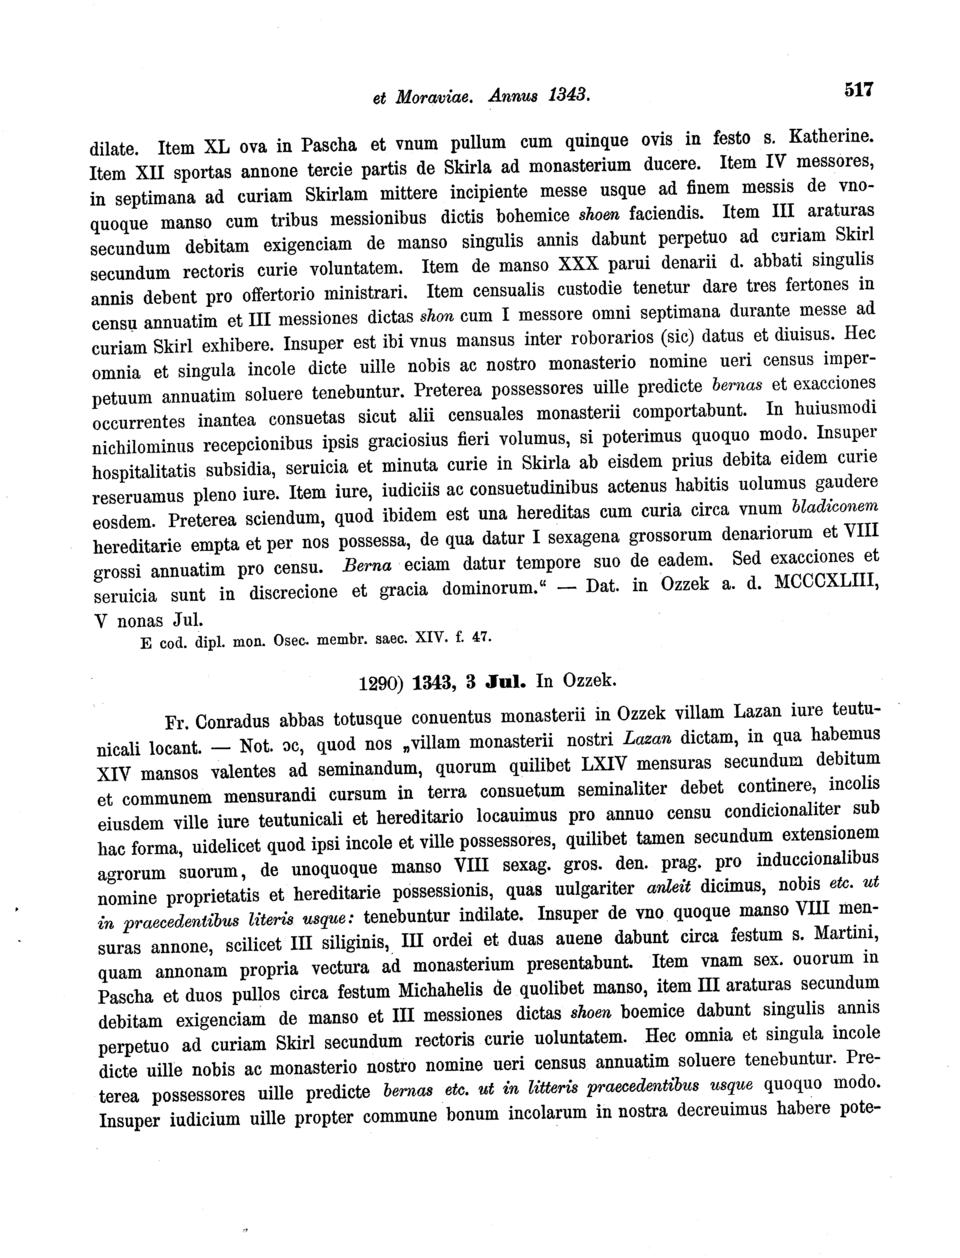 et Moraviae. Annus 1343. 517
dilate. Item XL ova in Pascha et vnum pullum cum quinque ovis in festo s. Katherine.
Item XII sportas annone tercie partis de Skirla ad monasterium ducere. Item IV messores,
in septimana ad curiam Skirlam mittere incipiente messe usque ad finem messis de vno-
quoque manso cum tribus messionibus dictis bohemice shoen faciendis. Item III araturas
secundum debitam exigenciam de manso singulis annis dabunt perpetuo ad curiam Skirl
secundum rectoris curie voluntatem. Item de manso XXX parui denarii d. abbati singulis
annis debent pro offertorio ministrari. Item censualis custodie tenetur dare tres fertones in
censu annuatim et III messiones dictas shon cum I messore omni septimana durante messe ad
curiam Skirl exhibere. Insuper est ibi vnus mansus inter roborarios (sic) datus et diuisus. Hec
omnia et singula incole dicte uille nobis ac nostro monasterio nomine ueri census imper-
petuum annuatim soluere tenebuntur. Preterea possessores uille predicte bernas et exacciones
occurrentes inantea consuetas sicut alii censuales monasterii comportabunt. In huiusmodi
nichilominus recepcionibus ipsis graciosius fieri volumus, si poterimus quoquo modo. Insuper
hospitalitatis subsidia, seruicia et minuta curie in Skirla ab eisdem prius debita eidem curie
reseruamus pleno iure. Item iure, iudiciis ac consuetudinibus actenus habitis uolumus gaudere
eosdem. Preterea sciendum, quod ibidem est una hereditas cum curia circa vnum bladiconem
hereditarie empta et per nos possessa, de qua datur I sexagena grossorum denariorum et VIII
grossi annuatim pro censu. Berna eciam datur tempore suo de eadem. Sed exacciones et
seruicia sunt in discrecione et gracia dominorum.“ — Dat. in Ozzek a. d. MCCCXLIII,
V nonas Jul.
E cod. dipl. mon. Osec. membr. saec. XIV. f. 47.
1290) 1343, 3 Jul. In Ozzek.
Fr. Conradus abbas totusque conuentus monasterii in Ozzek villam Lazan iure teutu-
nicali locant. — Not. ɔc, quod nos „villam monasterii nostri Lazan dictam, in qua habemus
XIV mansos valentes ad seminandum, quorum quilibet LXIV mensuras secundum debitum
et communem mensurandi cursum in terra consuetum seminaliter debet continere, incolis
eiusdem ville iure teutunicali et hereditario locauimus pro annuo censu condicionaliter sub
hac forma, uidelicet quod ipsi incole et ville possessores, quilibet tamen secundum extensionem
agrorum suorum, de unoquoque manso VIII sexag. gros. den. prag. pro induccionalibus
nomine proprietatis et hereditarie possessionis, quas uulgariter anleit dicimus, nobis etc. ut
in praecedentibus literis usque: tenebuntur indilate. Insuper de vno quoque manso VIII men-
suras annone, scilicet III siliginis, III ordei et duas auene dabunt circa festum s. Martini,
quam annonam propria vectura ad monasterium presentabunt. Item vnam sex. ouorum in
Pascha et duos pullos circa festum Michahelis de quolibet manso, item III araturas secundum
debitam exigenciam de manso et III messiones dictas shoen boemice dabunt singulis annis
perpetuo ad curiam Skirl secundum rectoris curie uoluntatem. Hec omnia et singula incole
dicte uille nobis ac monasterio nostro nomine ueri census annuatim soluere tenebuntur. Pre-
terea possessores uille predicte bernas etc. ut in litteris praecedentibus usque quoquo modo.
Insuper iudicium uille propter commune bonum incolarum in nostra decreuimus habere pote-